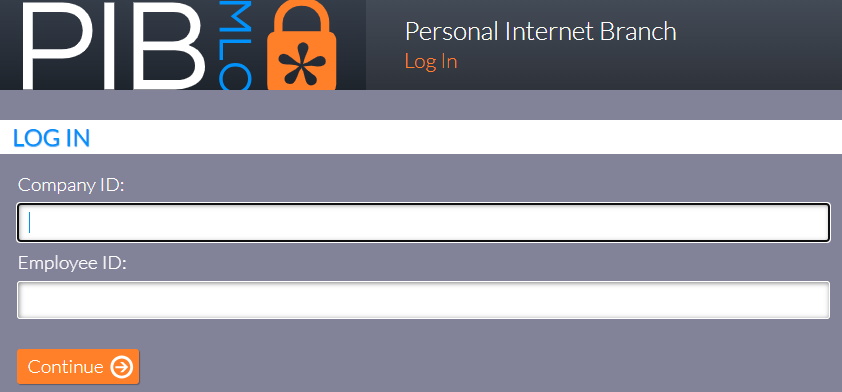 PIB MLO
Personal Internet Branch
Log In
LOG IN
Company ID:
Employee ID:
Continue